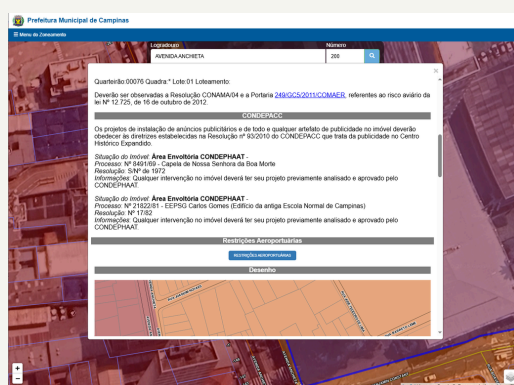 Prefeitura Municipal de Campinas
☰ Menu do Zoneamento
Logradouro
Número
AVENIDA ANCHIETA
200
×
Quarteirão:00076 Quadra:* Lote:01 Loteamento:
Deverão ser observadas a Resolução CONAMA/04 e a Portaria 249/GC5/2011/COMAER, referentes ao risco aviário da
lei Nº 12.725, de 16 de outubro de 2012.
CONDEPACC
Os projetos de instalação de anúncios publicitários e de todo e qualquer artefato de publicidade no imóvel deverão
obedecer às diretrizes estabelecidas na Resolução nº 93/2010 do CONDEPACC que trata da publicidade no Centro
Histórico Expandido.
Situação do Imóvel: Área Envoltória CONDEPHAAT -
Processo: Nº 8491/69 - Capela de Nossa Senhora da Boa Morte
Resolução: S/Nº de 1972
Informações: Qualquer intervenção no imóvel deverá ter seu projeto previamente analisado e aprovado pelo
CONDEPHAAT.
Situação do Imóvel: Área Envoltória CONDEPHAAT -
Processo: Nº 21822/81 - EEPSG Carlos Gomes (Edifício da antiga Escola Normal
de Campinas)
Resolução: Nº 17/82
Informações: Qualquer intervenção no imóvel deverá ter seu projeto previamente analisado e aprovado pelo
CONDEPHAAT.
Restrições Aeroportuárias
RESTRIÇÕES AEROPORTUÁRIAS
Desenho
+
−